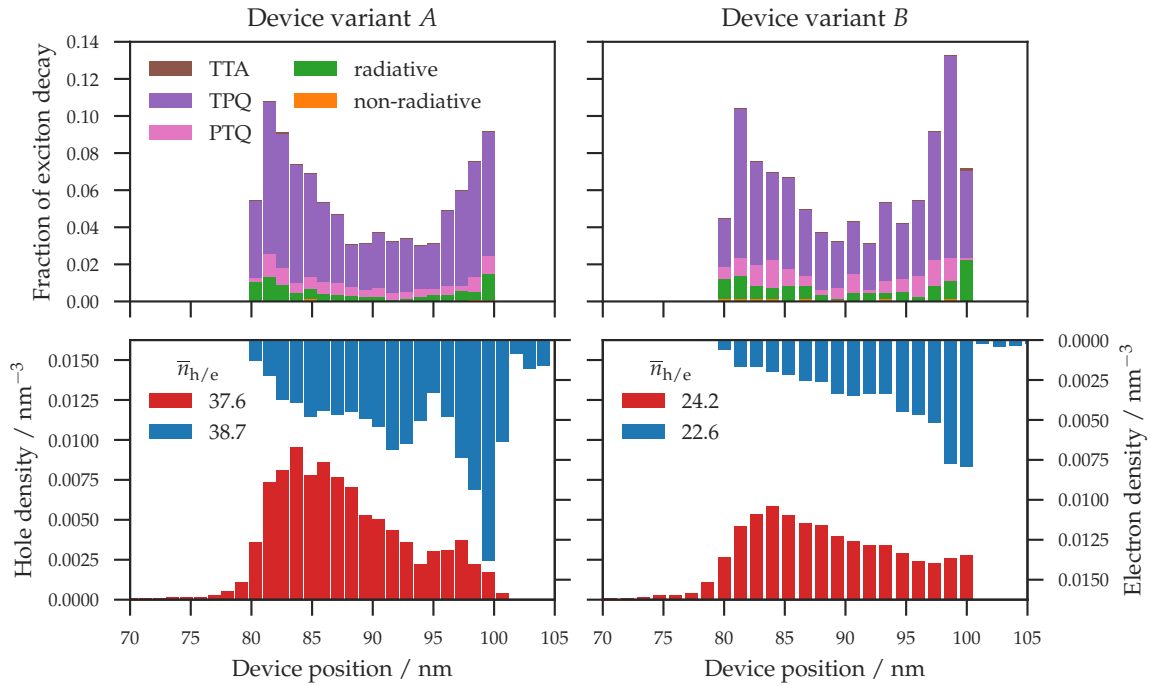 Device variant A
Device variant B
Fraction of exciton decay
0.14
0.12
0.10
0.08
0.06
0.04
0.02
0.00
TTA
TPQ
PTQ
radiative
non-radiative
Hole density / nm⁻³
0.0150
0.0125
0.0100
0.0075
0.0050
0.0025
0.0000
n̅h/e
37.6
38.7
n̅h/e
24.2
22.6
0.0000
0.0025
0.0050
0.0075
0.0100
0.0125
0.0150
Electron density / nm⁻³
70 75 80 85 90 95 100 105
70 75 80 85 90 95 100 105
Device position / nm
Device position / nm